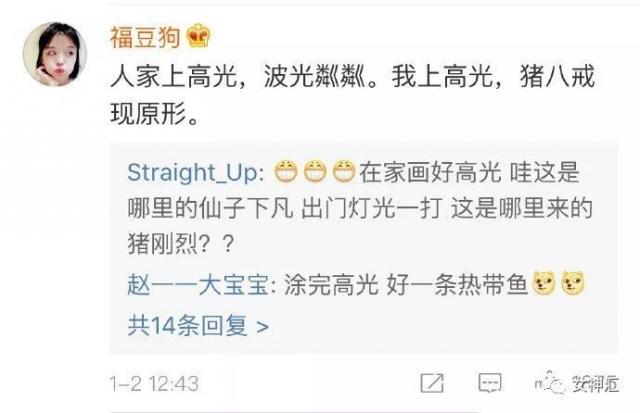 福豆狗
人家上高光，波光粼粼。我上高光，猪八戒
现原形。
Straight_Up: 😁😁😁在家画好高光 哇这是
哪里的仙子下凡 出门灯光一打 这是哪里来的
猪刚烈？？
赵一一大宝宝: 涂完高光 好一条热带鱼
共14条回复 >
1-2 12:43
女神汇